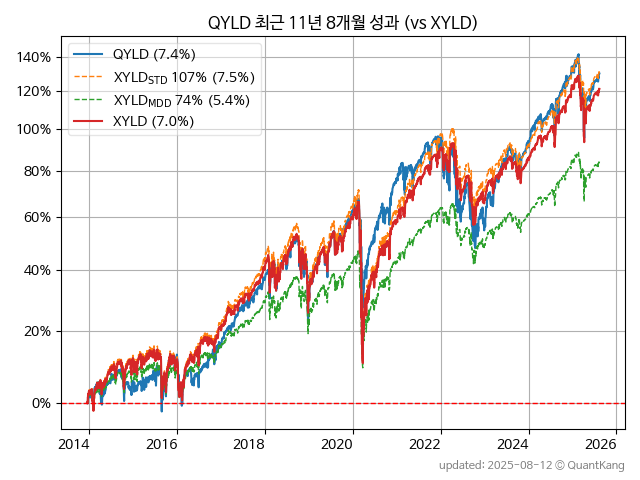 QYLD 최근 11년 8개월 성과 (vs XYLD)
QYLD (7.4%)
XYLD_STD 107% (7.5%)
XYLD_MDD 74% (5.4%)
XYLD (7.0%)
140%
120%
100%
80%
60%
40%
20%
0%
2014 2016 2018 2020 2022 2024 2026
updated: 2025-08-12 © QuantKang